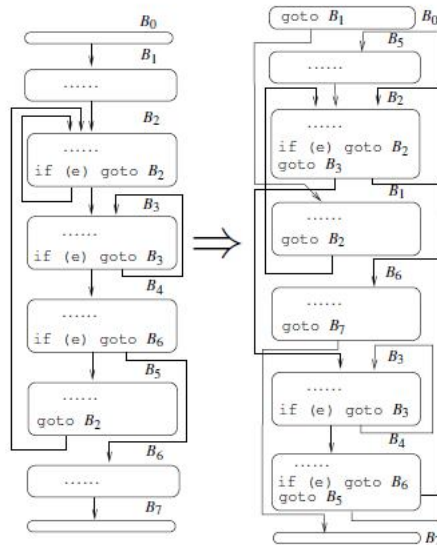 B0
B1
......
B2
......
if (e) goto B2
B3
......
if (e) goto B3
B4
......
if (e) goto B6
B5
......
goto B2
B6
......
B7
⇒
goto B1
B0
B5
......
B2
......
if (e) goto B2
goto B3
B1
......
goto B2
B6
......
goto B7
B3
......
if (e) goto B3
B4
......
if (e) goto B6
goto B5